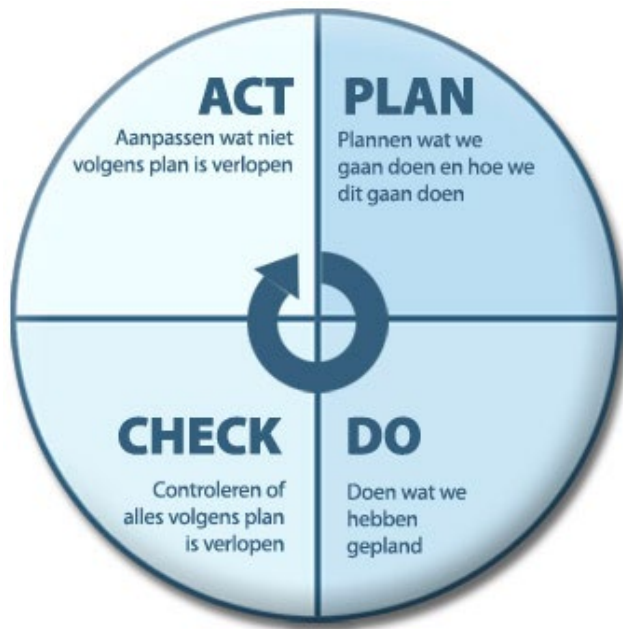 ACT
Aanpassen wat niet
volgens plan is verlopen
PLAN
Plannen wat we
gaan doen en hoe we
dit gaan doen
CHECK
Controleren of
alles volgens plan
is verlopen
DO
Doen wat we
hebben
gepland